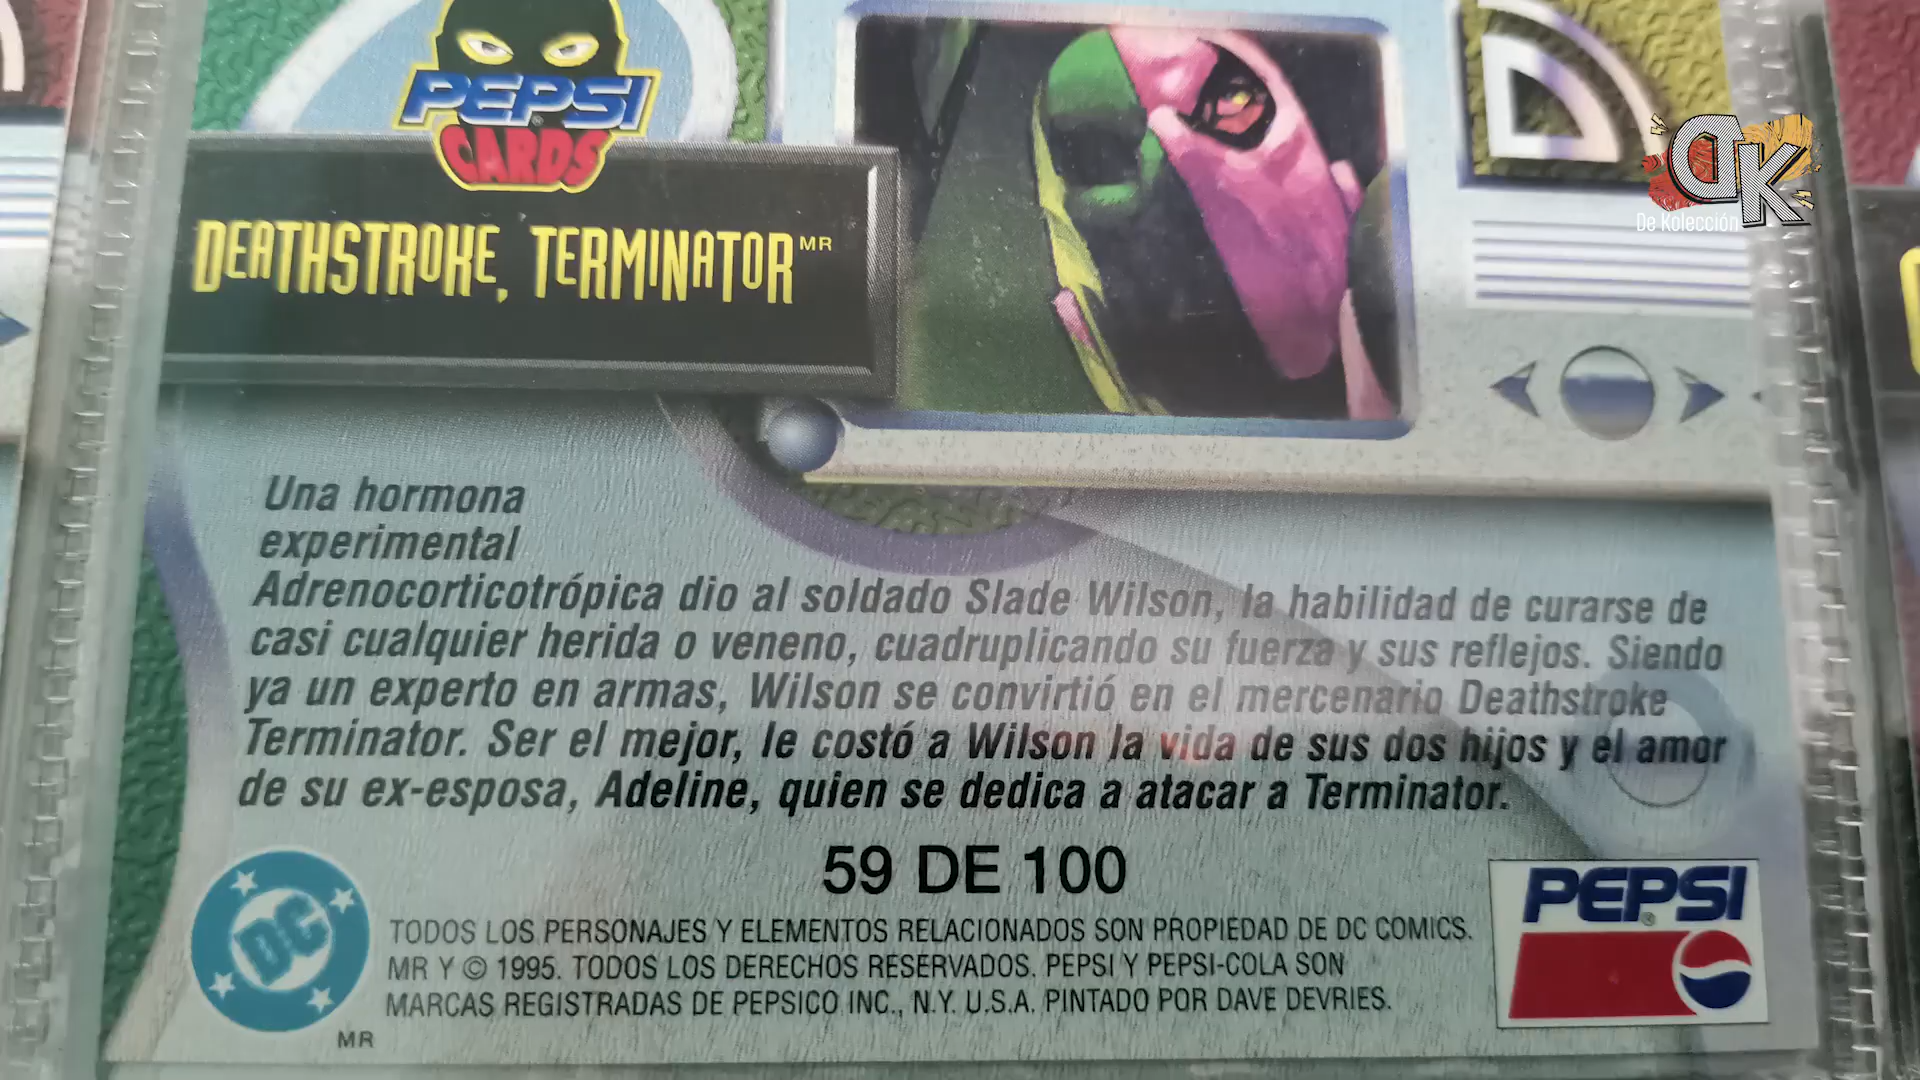 PEPSI
CARDS
DEATHSTROKE, TERMINATOR MR
DK
De Kolección
Una hormona
experimental
Adrenocorticotrópica dio al soldado Slade Wilson, la habilidad de curarse de
casi cualquier herida o veneno, cuadruplicando su fuerza y sus reflejos. Siendo
ya un experto en armas, Wilson se convirtió en el mercenario Deathstroke
Terminator. Ser el mejor, le costó a Wilson la vida de sus dos hijos y el amor
de su ex-esposa, Adeline, quien se dedica a atacar a Terminator.
59 DE 100
DC
MR
TODOS LOS PERSONAJES Y ELEMENTOS RELACIONADOS SON PROPIEDAD DE DC COMICS.
MR Y © 1995. TODOS LOS DERECHOS RESERVADOS. PEPSI Y PEPSI-COLA SON
MARCAS REGISTRADAS DE PEPSICO INC., N.Y. U.S.A. PINTADO POR DAVE DEVRIES.
PEPSI